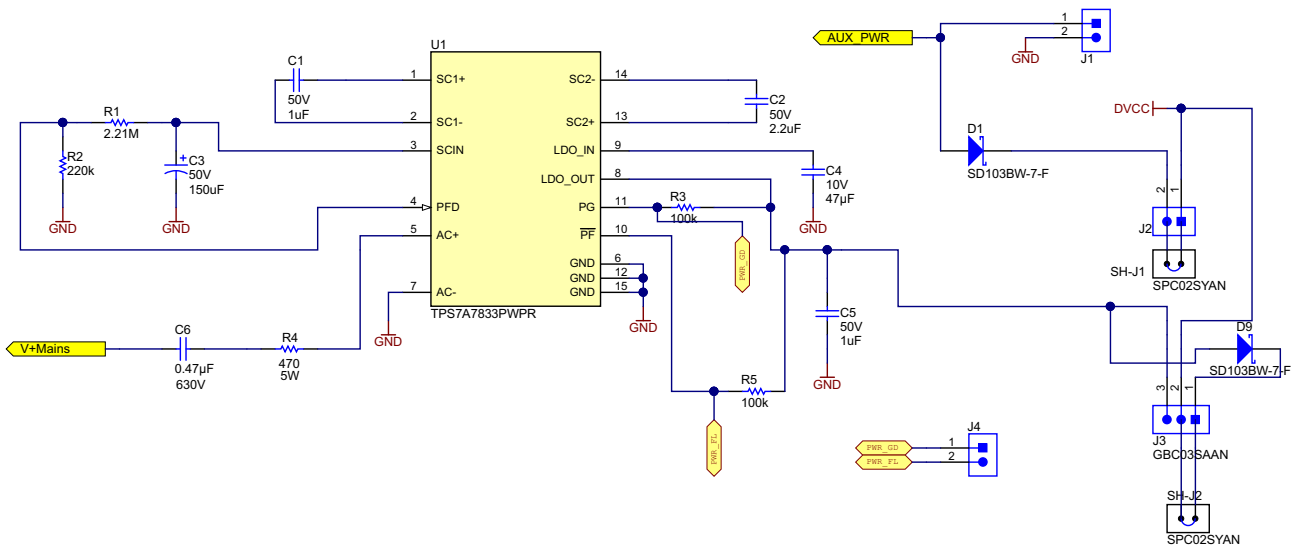 U1
TPS7A7833PWPR
1 SC1+
2 SC1-
3 SCIN
4 PFD
5 AC+
7 AC-
SC2- 14
SC2+ 13
LDO_IN 9
LDO_OUT 8
PG 11
PF 10
GND 6
GND 12
GND 15
C1
50V
1uF
C2
50V
2.2uF
R1
2.21M
R2
220k
GND
C3
50V
150uF
GND
C4
10V
47µF
GND
R3
100k
PWR_GD
GND
GND
V+Mains
C6
0.47µF
630V
R4
470
5W
C5
50V
1uF
GND
R5
100k
PWR_FL
AUX_PWR
1
2
GND
J1
DVCC
D1
SD103BW-7-F
2
1
J2
SH-J1
SPC02SYAN
D9
SD103BW-7-F
3
2
1
J3
GBC03SAAN
SH-J2
SPC02SYAN
J4
PWR_GD 1
PWR_FL 2